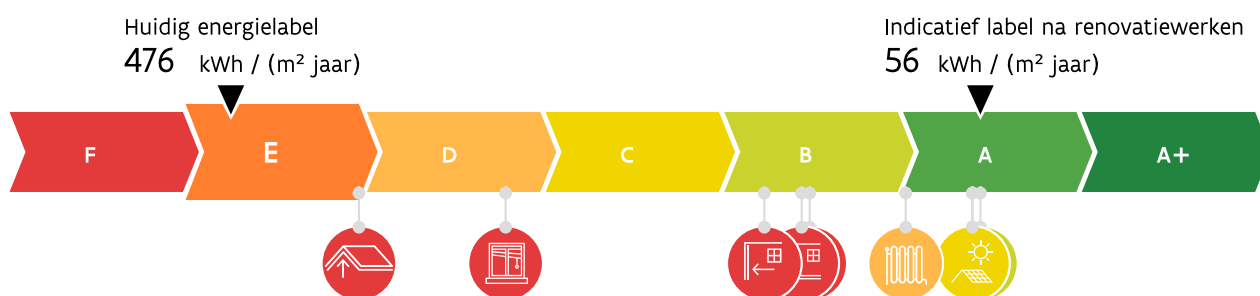 Huidig energielabel
476 kWh / (m² jaar)
Indicatief label na renovatiewerken
56 kWh / (m² jaar)
F E D C B A A+